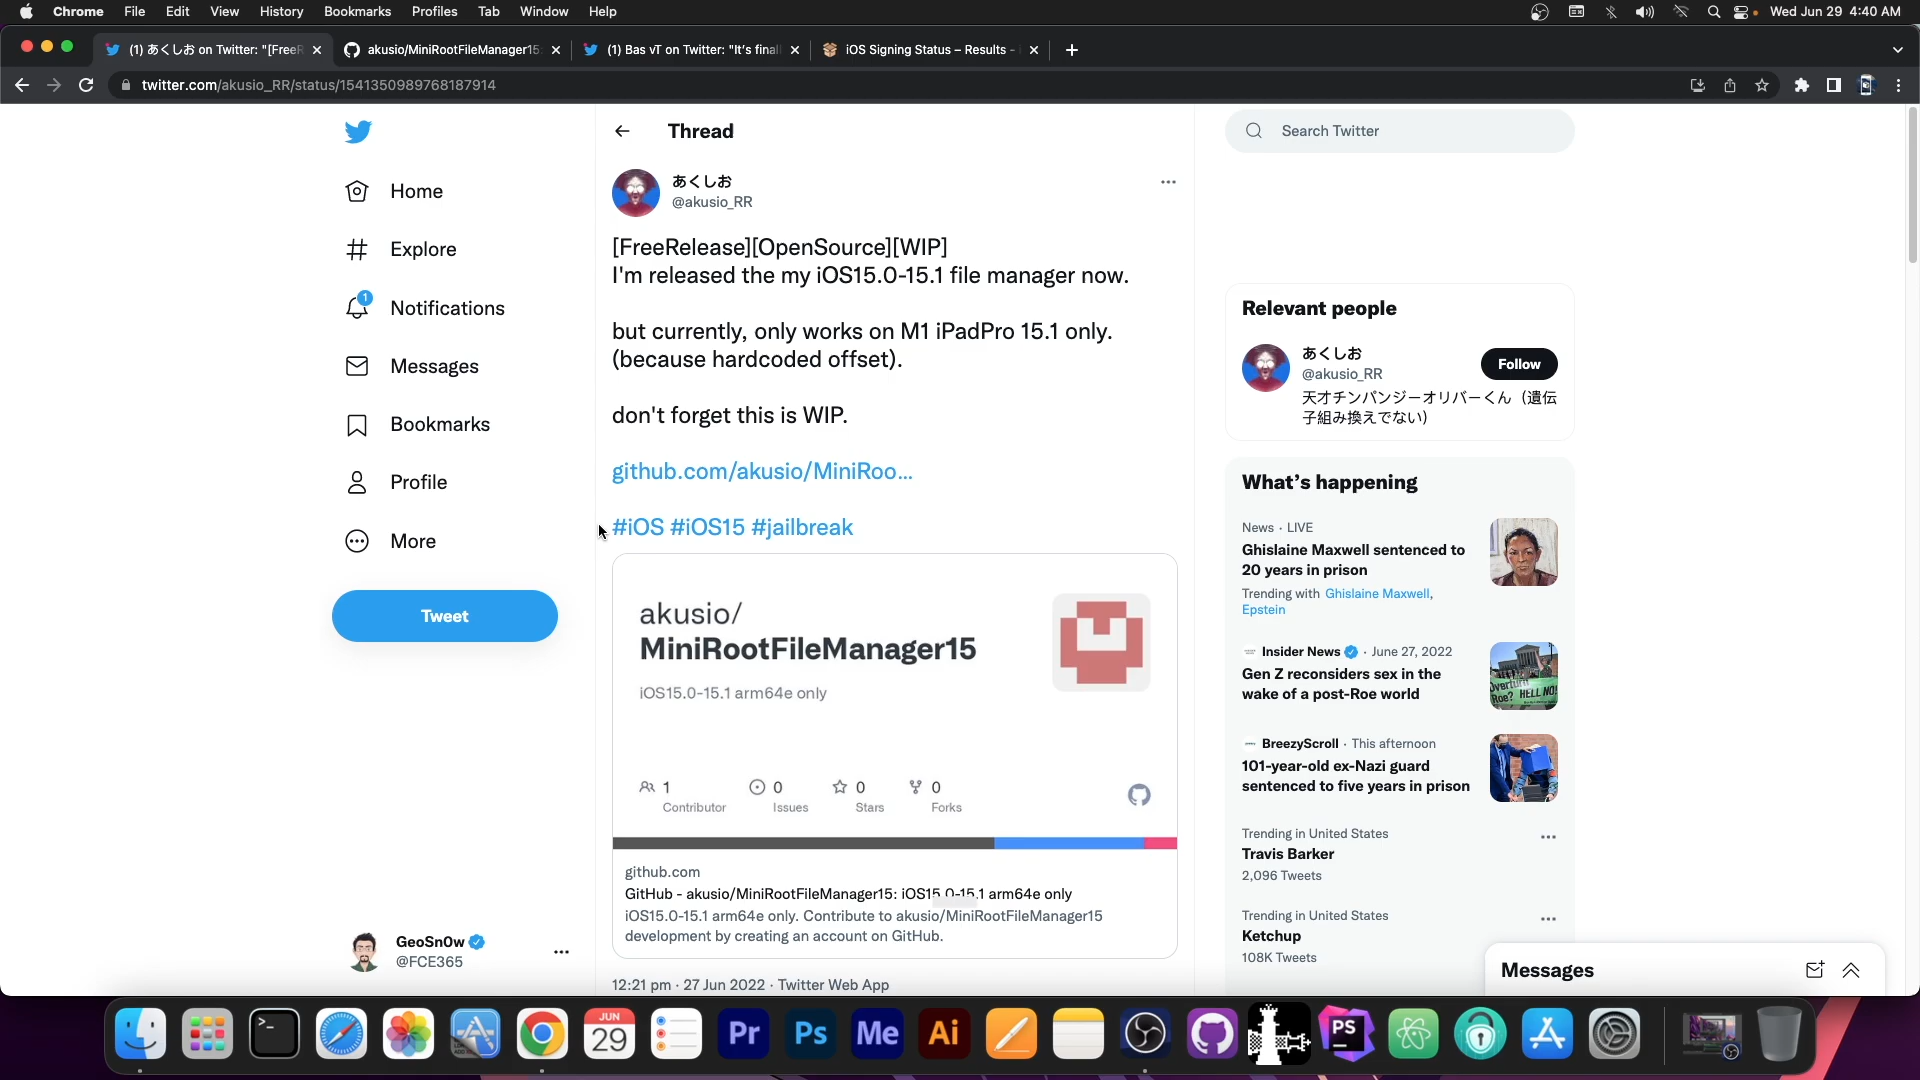 Chrome File Edit View History Bookmarks Profiles Tab Window Help
Wed Jun 29 4:40 AM
(1) あくしお on Twitter: "[FreeR
akusio/MiniRootFileManager15:
(1) Bas vT on Twitter: "It's final
iOS Signing Status – Results -
twitter.com/akusio_RR/status/1541350989768187914
Home
Explore
1
Notifications
Messages
Bookmarks
Profile
More
Tweet
GeoSn0w
@FCE365
Thread
あくしお
@akusio_RR
[FreeRelease][OpenSource][WIP]
I'm released the my iOS15.0-15.1 file manager now.
but currently, only works on M1 iPadPro 15.1 only.
(because hardcoded offset).
don't forget this is WIP.
github.com/akusio/MiniRoo...
#iOS #iOS15 #jailbreak
akusio/
MiniRootFileManager15
iOS15.0-15.1 arm64e only
1 0 0 0
Contributor Issues Stars Forks
github.com
GitHub - akusio/MiniRootFileManager15: iOS15.0-15.1 arm64e only
iOS15.0-15.1 arm64e only. Contribute to akusio/MiniRootFileManager15
development by creating an account on GitHub.
12:21 pm · 27 Jun 2022 · Twitter Web App
Search Twitter
Relevant people
あくしお
@akusio_RR
Follow
天才チンパンジーオリバーくん（遺伝
子組み換えでない）
What's happening
News · LIVE
Ghislaine Maxwell sentenced to
20 years in prison
Trending with Ghislaine Maxwell,
Epstein
Insider News · June 27, 2022
Gen Z reconsiders sex in the
wake of a post-Roe world
Overturn
Roe? HELL NO!
BreezyScroll · This afternoon
101-year-old ex-Nazi guard
sentenced to five years in prison
Trending in United States
Travis Barker
2,096 Tweets
Trending in United States
Ketchup
108K Tweets
Messages
JUN
29
Pr
Ps
Me
Ai
PS